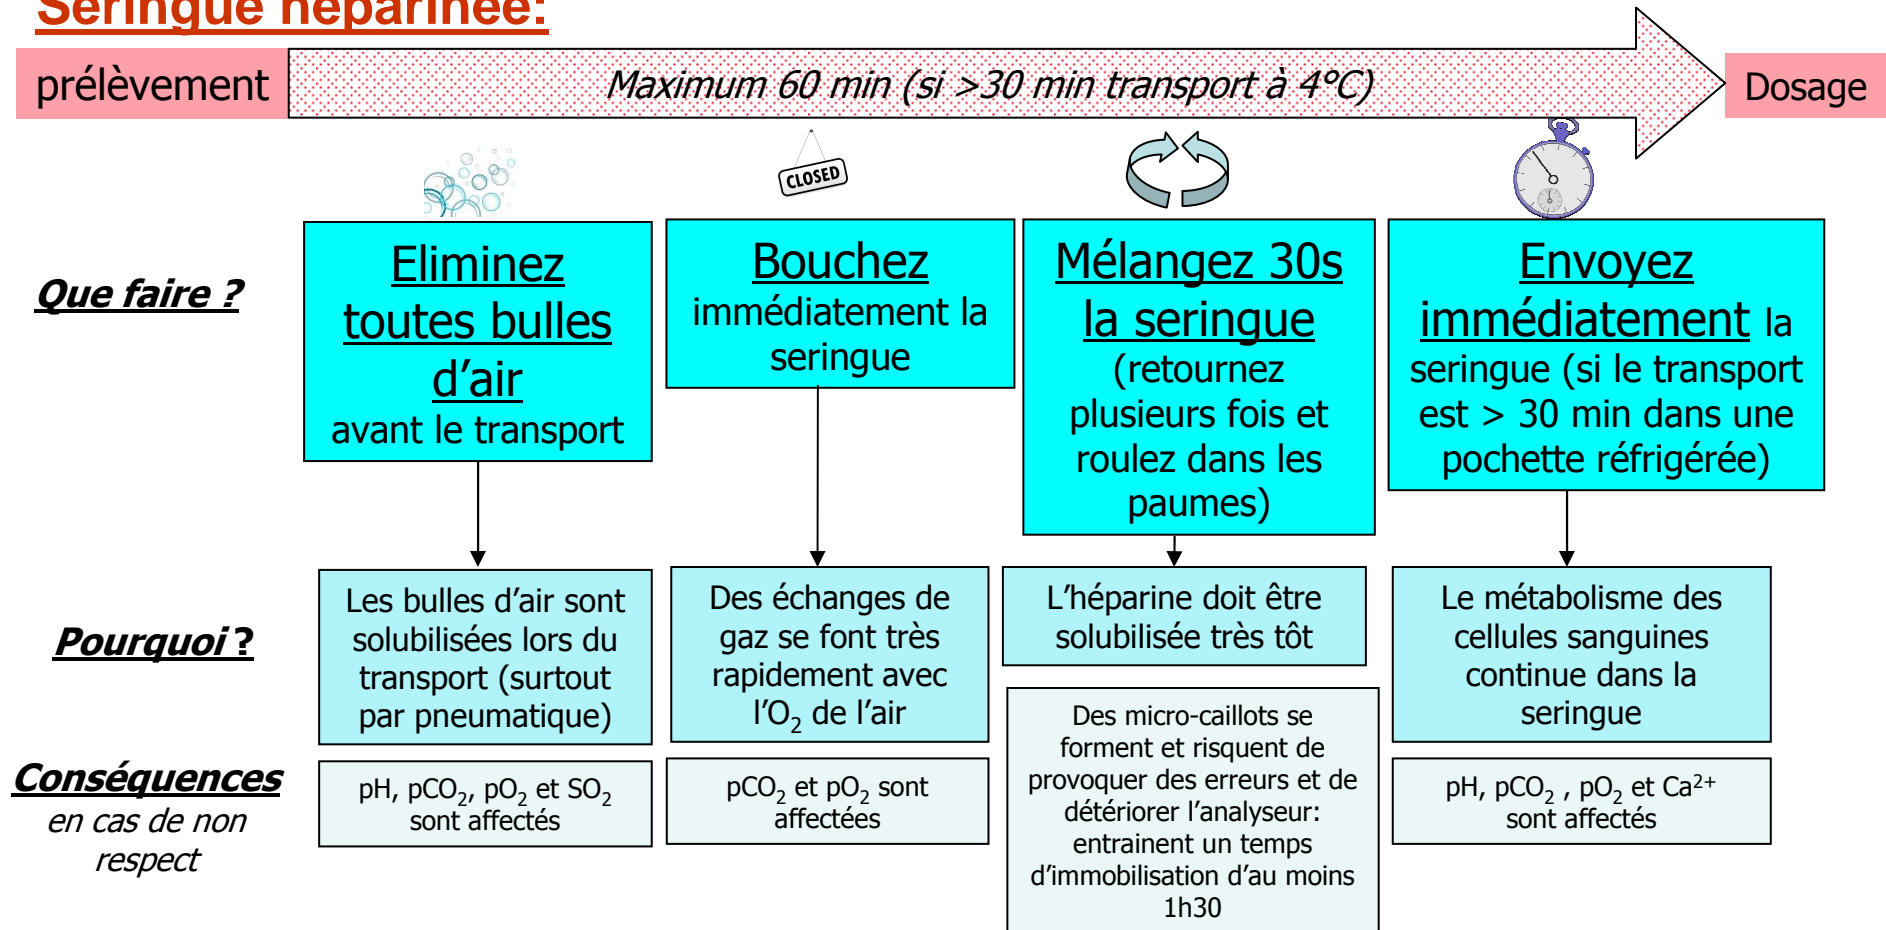 Seringue héparinée:
prélèvement
Maximum 60 min (si >30 min transport à 4°C)
Dosage
CLOSED
Que faire ?
Eliminez
toutes bulles
d’air
avant le transport
Bouchez
immédiatement la
seringue
Mélangez 30s
la seringue
(retournez
plusieurs fois et
roulez dans les
paumes)
Envoyez
immédiatement la
seringue (si le transport
est > 30 min dans une
pochette réfrigérée)
Pourquoi ?
Les bulles d’air sont
solubilisées lors du
transport (surtout
par pneumatique)
Des échanges de
gaz se font très
rapidement avec
l’O₂ de l’air
L’héparine doit être
solubilisée très tôt
Le métabolisme des
cellules sanguines
continue dans la
seringue
Conséquences
en cas de non
respect
pH, pCO₂, pO₂ et SO₂
sont affectés
pCO₂ et pO₂ sont
affectées
Des micro-caillots se
forment et risquent de
provoquer des erreurs et de
détériorer l’analyseur:
entrainent un temps
d’immobilisation d’au moins
1h30
pH, pCO₂ , pO₂ et Ca²⁺
sont affectés